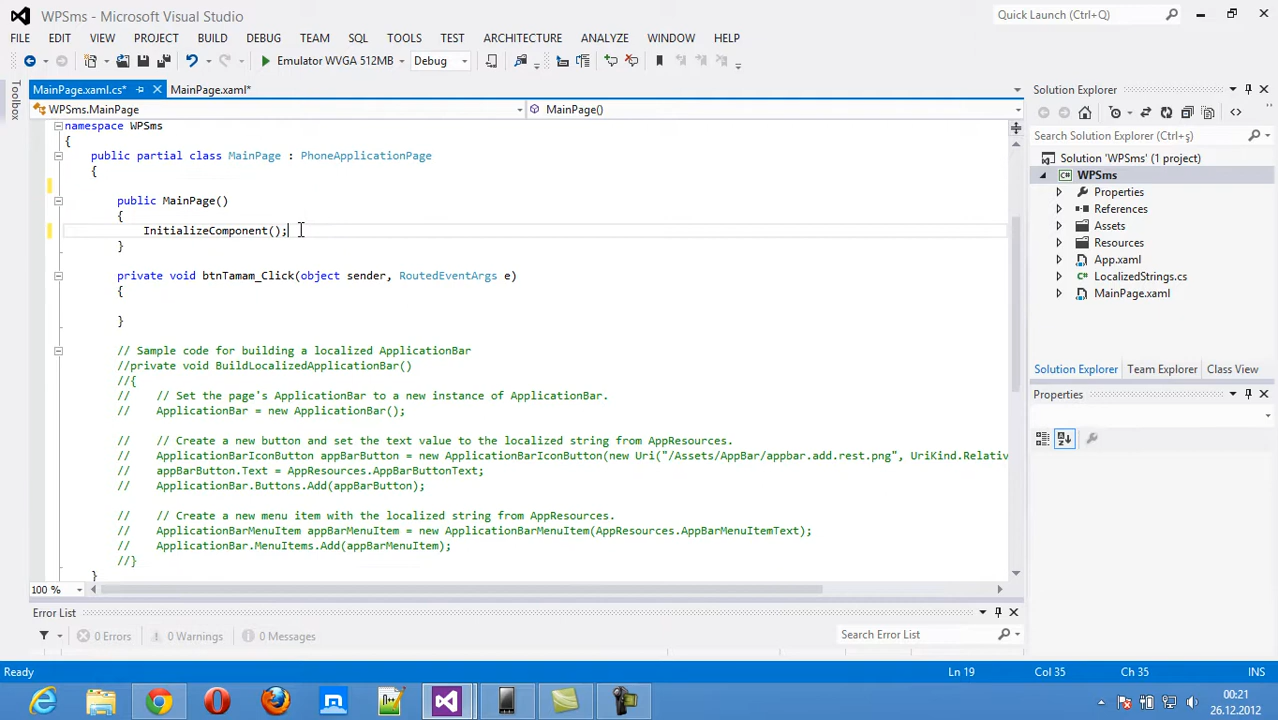 WPSms - Microsoft Visual Studio
Quick Launch (Ctrl+Q)
FILE EDIT VIEW PROJECT BUILD DEBUG TEAM SQL TOOLS TEST ARCHITECTURE ANALYZE WINDOW HELP
Emulator WVGA 512MB Debug
Toolbox
MainPage.xaml.cs* MainPage.xaml*
WPSms.MainPage MainPage()
namespace WPSms
{
public partial class MainPage : PhoneApplicationPage
{
public MainPage()
{
InitializeComponent();
}
private void btnTamam_Click(object sender, RoutedEventArgs e)
{
}
// Sample code for building a localized ApplicationBar
//private void BuildLocalizedApplicationBar()
//{
// // Set the page's ApplicationBar to a new instance of ApplicationBar.
// ApplicationBar = new ApplicationBar();
// // Create a new button and set the text value to the localized string from AppResources.
// ApplicationBarIconButton appBarButton = new ApplicationBarIconButton(new Uri("/Assets/AppBar/appbar.add.rest.png", UriKind.Relativ
// appBarButton.Text = AppResources.AppBarButtonText;
// ApplicationBar.Buttons.Add(appBarButton);
// // Create a new menu item with the localized string from AppResources.
// ApplicationBarMenuItem appBarMenuItem = new ApplicationBarMenuItem(AppResources.AppBarMenuItemText);
// ApplicationBar.MenuItems.Add(appBarMenuItem);
//}
}
100 %
Solution Explorer
Search Solution Explorer (Ctrl+ş)
Solution 'WPSms' (1 project)
WPSms
Properties
References
Assets
Resources
App.xaml
LocalizedStrings.cs
MainPage.xaml
Solution Explorer Team Explorer Class View
Properties
Error List
0 Errors 0 Warnings 0 Messages
Search Error List
Ready Ln 19 Col 35 Ch 35 INS
00:21
26.12.2012